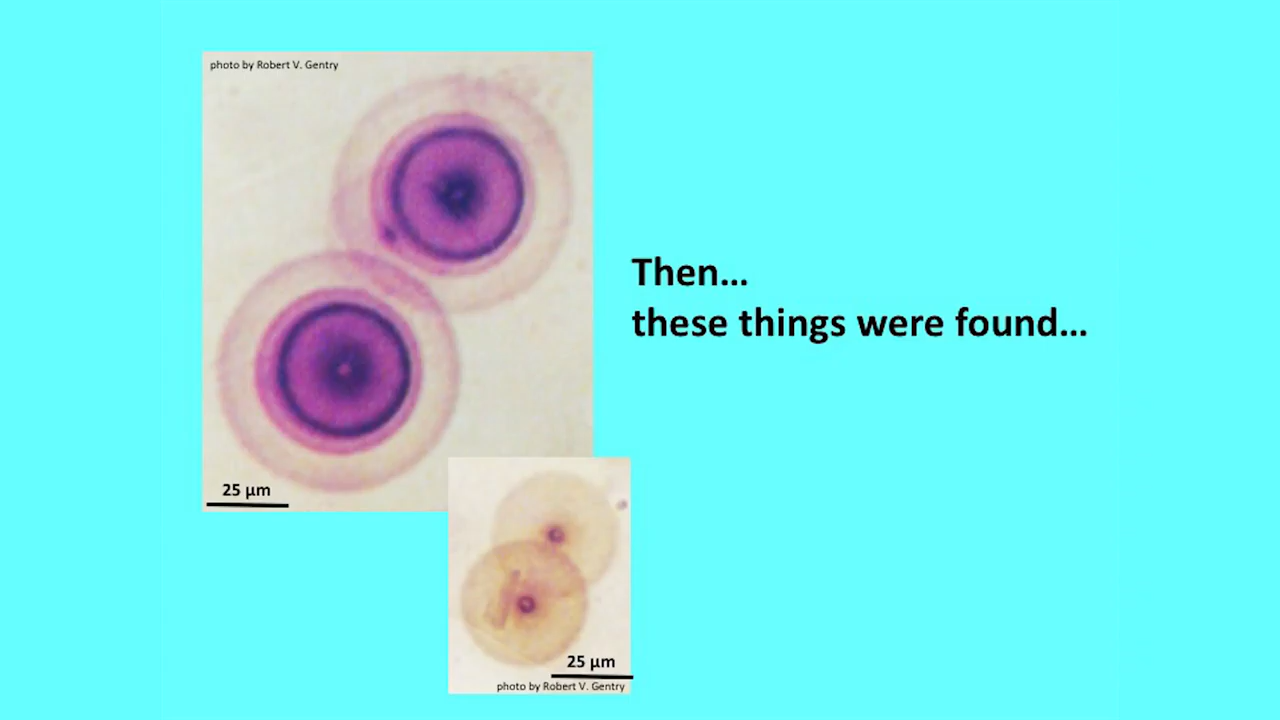 photo by Robert V. Gentry
Then...
these things were found...
25 µm
25 µm
photo by Robert V. Gentry